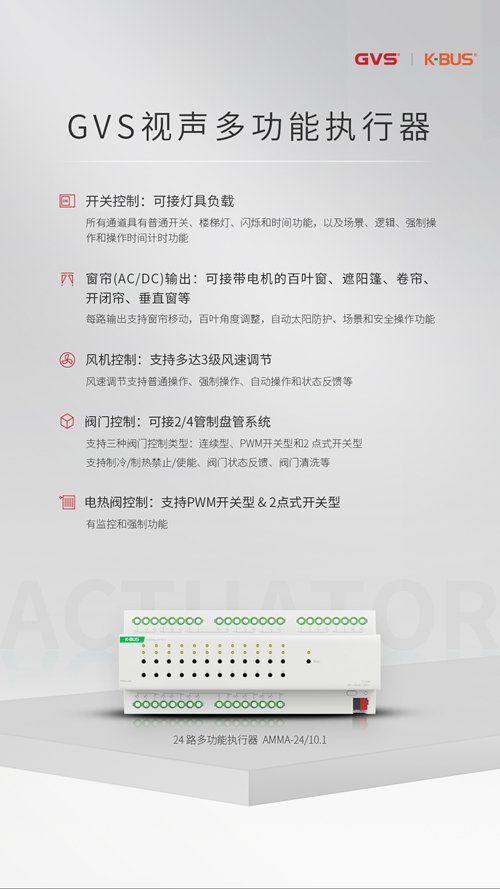 GVS | K-BUS
GVS视声多功能执行器
开关控制：可接灯具负载
所有通道具有普通开关、楼梯灯、闪烁和时间功能，以及场景、逻辑、强制操
作和操作时间计时功能
窗帘(AC/DC)输出：可接带电机的百叶窗、遮阳篷、卷帘、
开闭帘、垂直窗等
每路输出支持窗帘移动，百叶角度调整，自动太阳防护、场景和安全操作功能
风机控制：支持多达3级风速调节
风速调节支持普通操作、强制操作、自动操作和状态反馈等
阀门控制：可接2/4管制盘管系统
支持三种阀门控制类型：连续型、PWM开关型和2 点式开关型
支持制冷/制热禁止/使能、阀门状态反馈、阀门清洗等
电热阀控制：支持PWM开关型 & 2点式开关型
有监控和强制功能
ACTUATOR
K-BUS
24 路多功能执行器 AMMA-24/10.1